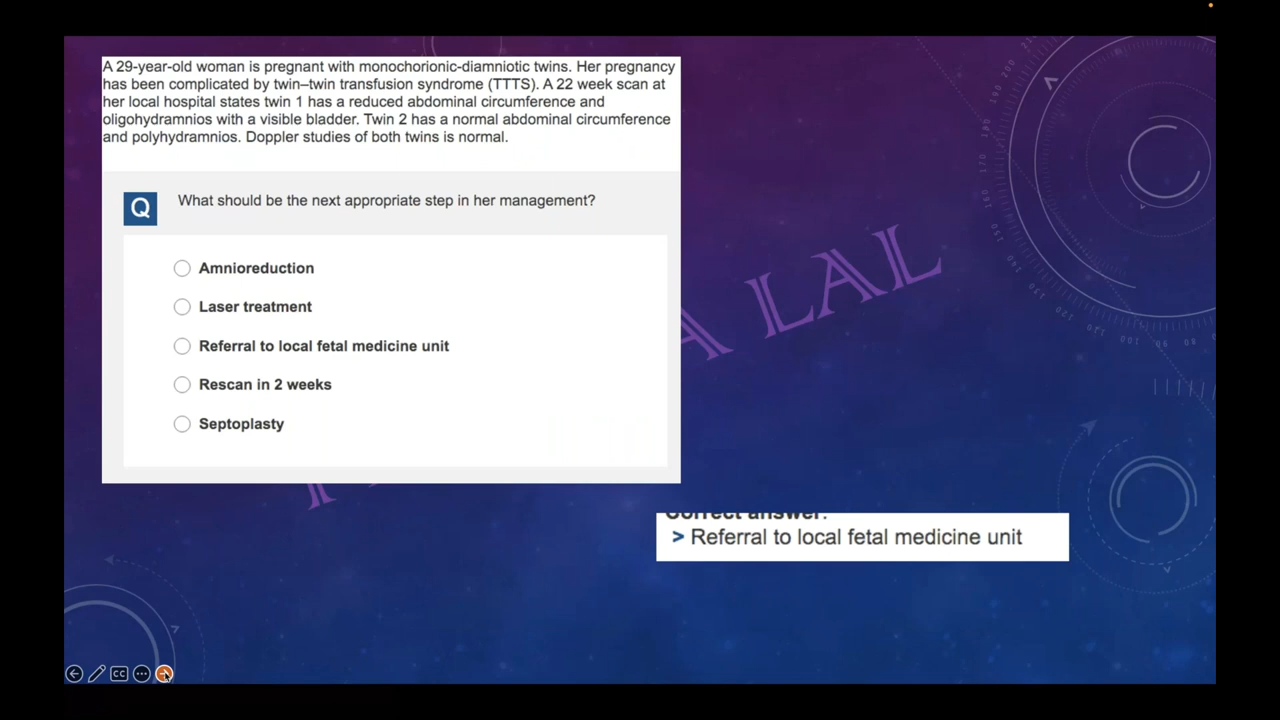 A 29-year-old woman is pregnant with monochorionic-diamniotic twins. Her pregnancy
has been complicated by twin–twin transfusion syndrome (TTTS). A 22 week scan at
her local hospital states twin 1 has a reduced abdominal circumference and
oligohydramnios with a visible bladder. Twin 2 has a normal abdominal circumference
and polyhydramnios. Doppler studies of both twins is normal.
Q
What should be the next appropriate step in her management?
Amnioreduction
Laser treatment
Referral to local fetal medicine unit
Rescan in 2 weeks
Septoplasty
A LAL
Correct answer:
> Referral to local fetal medicine unit
CC